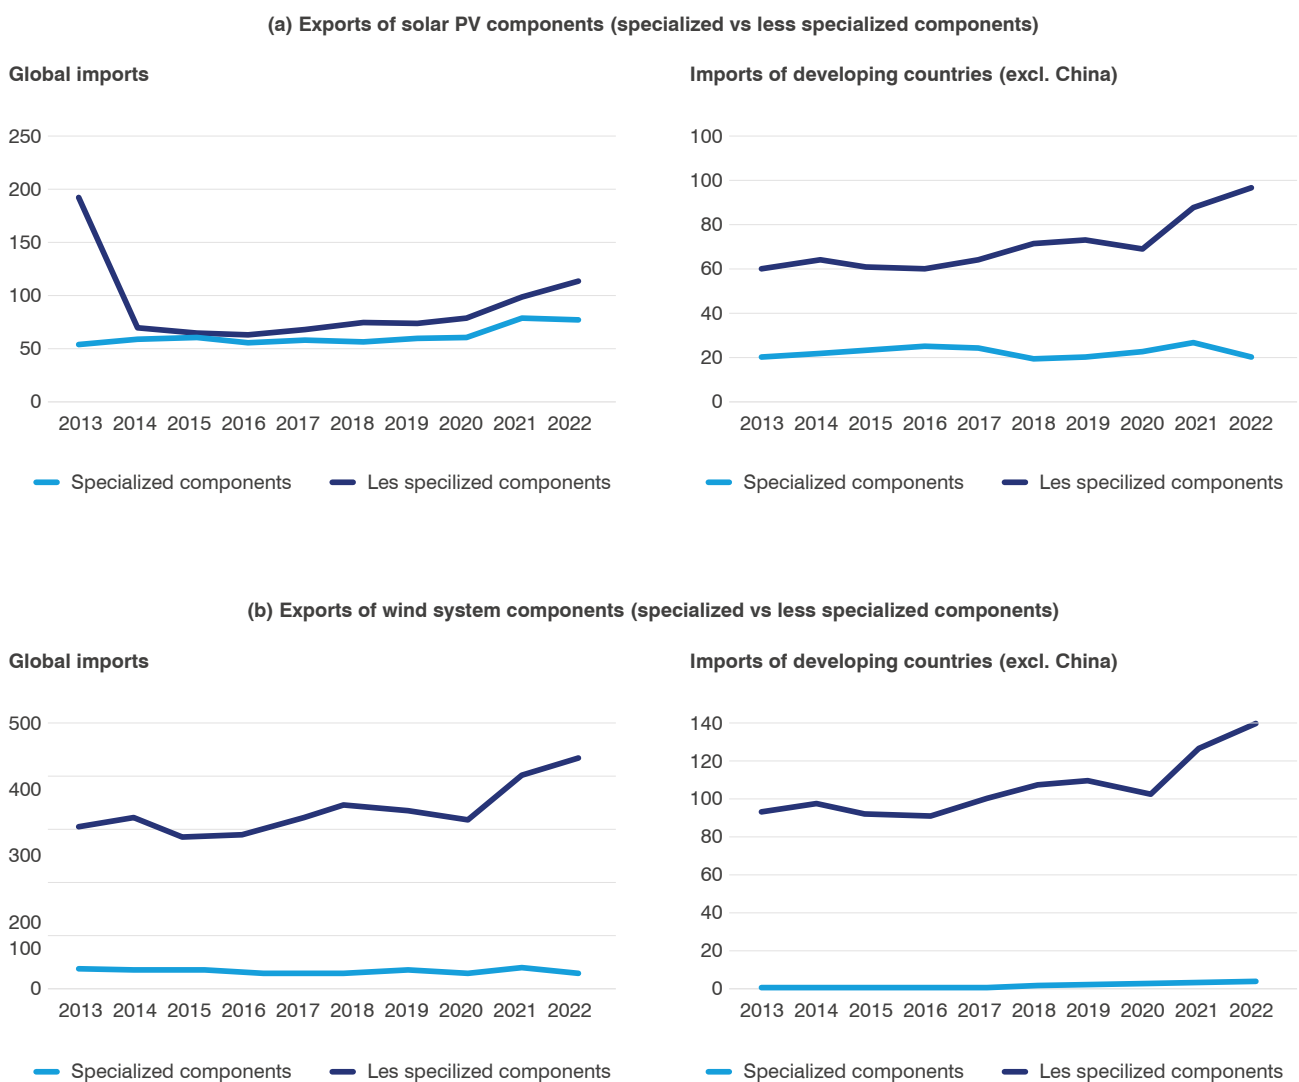 (a) Exports of solar PV components (specialized vs less specialized components)
Global imports
250
200
150
100
50
0
2013 2014 2015 2016 2017 2018 2019 2020 2021 2022
Specialized components Les specilized components
Imports of developing countries (excl. China)
100
100
80
60
40
20
0
2013 2014 2015 2016 2017 2018 2019 2020 2021 2022
Specialized components Les specilized components
(b) Exports of wind system components (specialized vs less specialized components)
Global imports
500
400
300
200
100
0
2013 2014 2015 2016 2017 2018 2019 2020 2021 2022
Specialized components Les specilized components
Imports of developing countries (excl. China)
140
120
100
80
60
40
20
0
2013 2014 2015 2016 2017 2018 2019 2020 2021 2022
Specialized components Les specilized components